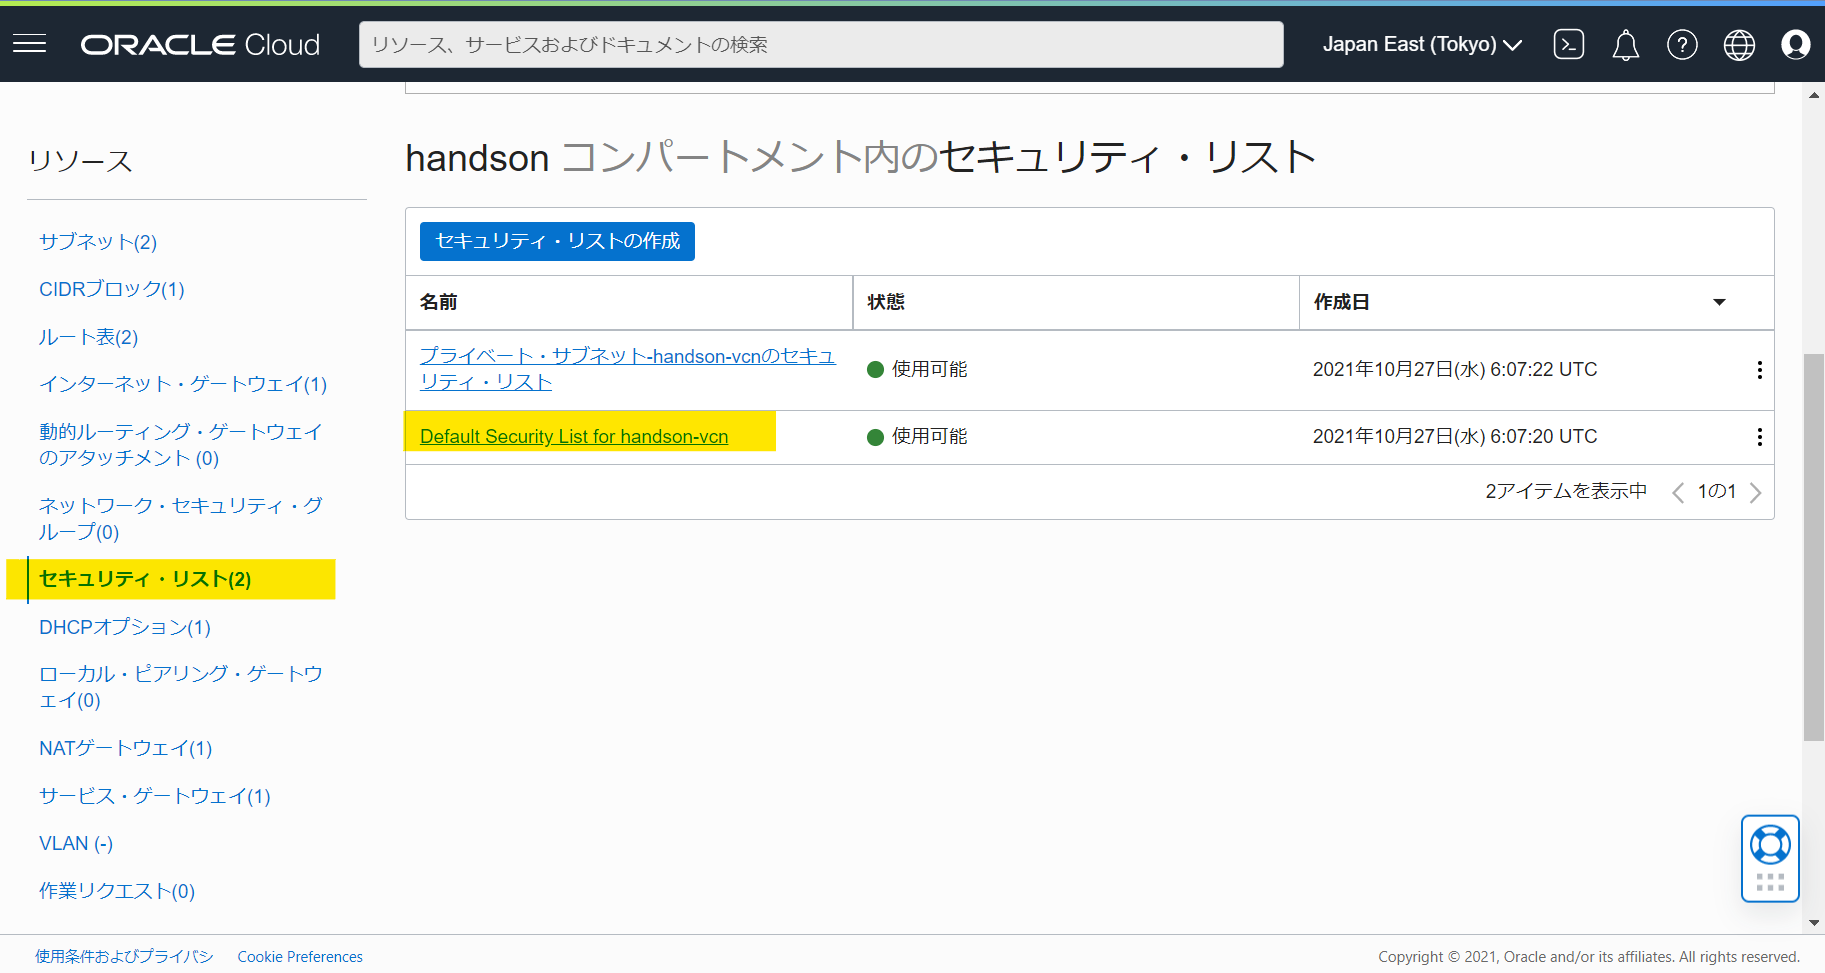 ORACLE Cloud
リソース、サービスおよびドキュメントの検索
Japan East (Tokyo)
リソース
サブネット(2)
CIDRブロック(1)
ルート表(2)
インターネット・ゲートウェイ(1)
動的ルーティング・ゲートウェイ
のアタッチメント (0)
ネットワーク・セキュリティ・グ
ループ(0)
セキュリティ・リスト(2)
DHCPオプション(1)
ローカル・ピアリング・ゲートウ
ェイ(0)
NATゲートウェイ(1)
サービス・ゲートウェイ(1)
VLAN (-)
作業リクエスト(0)
handson コンパートメント内のセキュリティ・リスト
セキュリティ・リストの作成
名前
状態
作成日
プライベート・サブネット-handson-vcnのセキュ
リティ・リスト
使用可能
2021年10月27日(水) 6:07:22 UTC
Default Security List for handson-vcn
使用可能
2021年10月27日(水) 6:07:20 UTC
2アイテムを表示中
1の1
使用条件およびプライバシ
Cookie Preferences
Copyright © 2021, Oracle and/or its affiliates. All rights reserved.